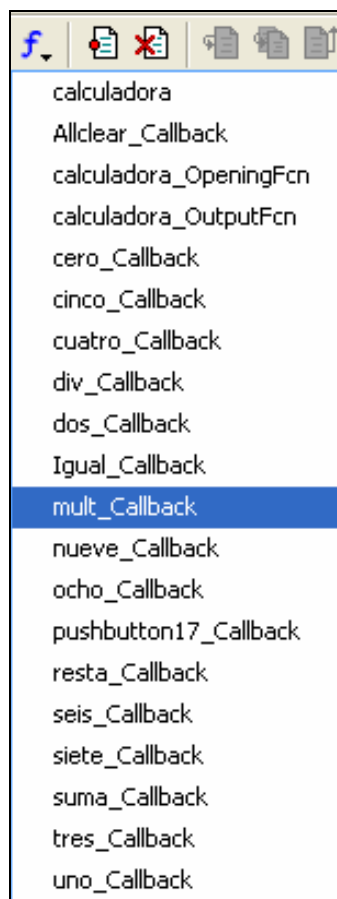 f
calculadora
Allclear_Callback
calculadora_OpeningFcn
calculadora_OutputFcn
cero_Callback
cinco_Callback
cuatro_Callback
div_Callback
dos_Callback
Igual_Callback
mult_Callback
nueve_Callback
ocho_Callback
pushbutton17_Callback
resta_Callback
seis_Callback
siete_Callback
suma_Callback
tres_Callback
uno_Callback